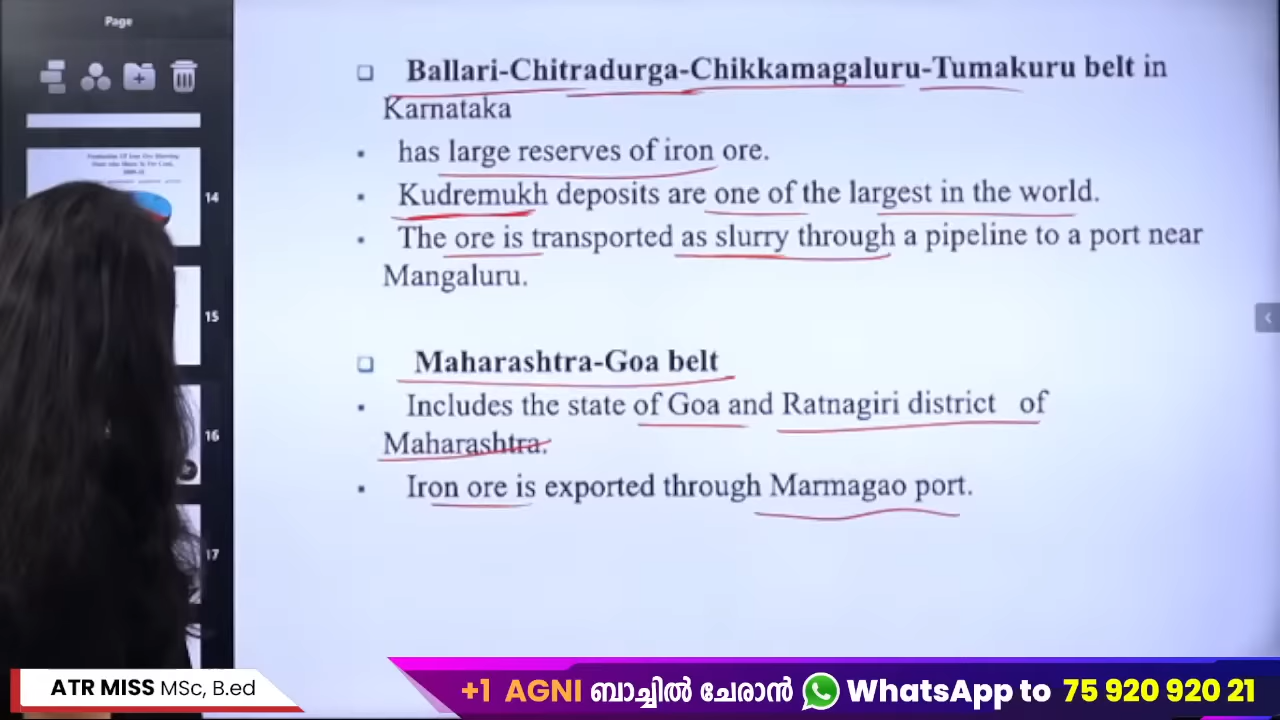 Page
❑ Ballari-Chitradurga-Chikkamagaluru-Tumakuru belt in
Karnataka
▪ has large reserves of iron ore.
▪ Kudremukh deposits are one of the largest in the world.
▪ The ore is transported as slurry through a pipeline to a port near
Mangaluru.
❑ Maharashtra-Goa belt
▪ Includes the state of Goa and Ratnagiri district of
Maharashtra.
▪ Iron ore is exported through Marmagao port.
14
15
16
17
ATR MISS MSc, B.ed
+1 AGNI ബാച്ചിൽ ചേരാൻ WhatsApp to 75 920 920 21